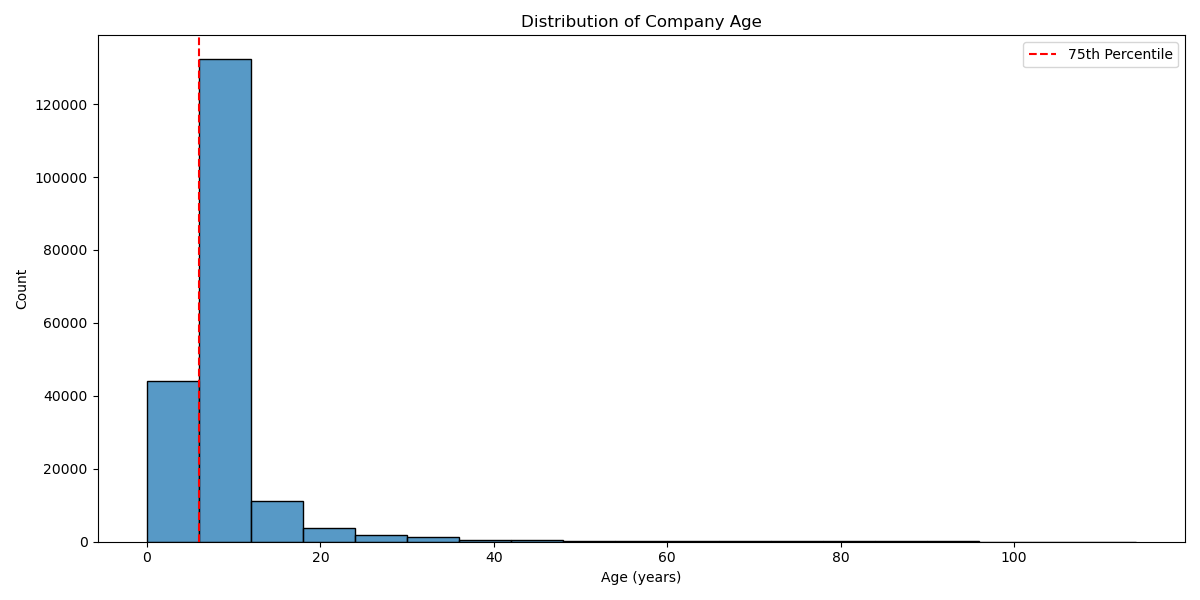 Distribution of Company Age
75th Percentile
120000
100000
80000
60000
40000
20000
0
Count
0 20 40 60 80 100
Age (years)